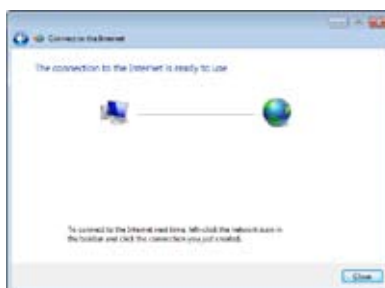 Connect to the Internet
The connection to the Internet is ready to use
To connect to the Internet next time, left-click the network icon in
the taskbar and click the connection you just created.
Close